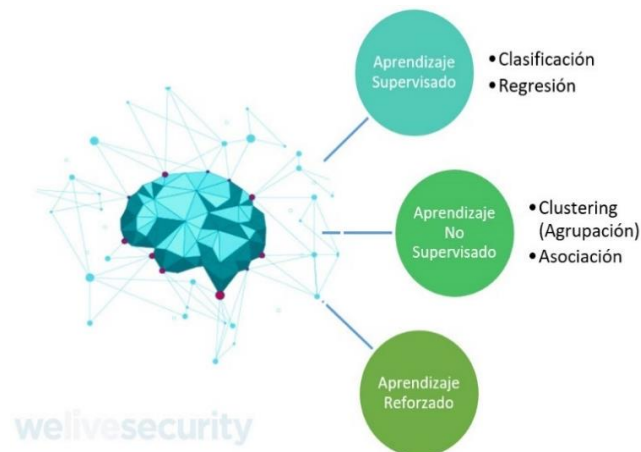 Aprendizaje
Supervisado
• Clasificación
• Regresión
Aprendizaje
No
Supervisado
• Clustering
(Agrupación)
• Asociación
Aprendizaje
Reforzado
welivesecurity